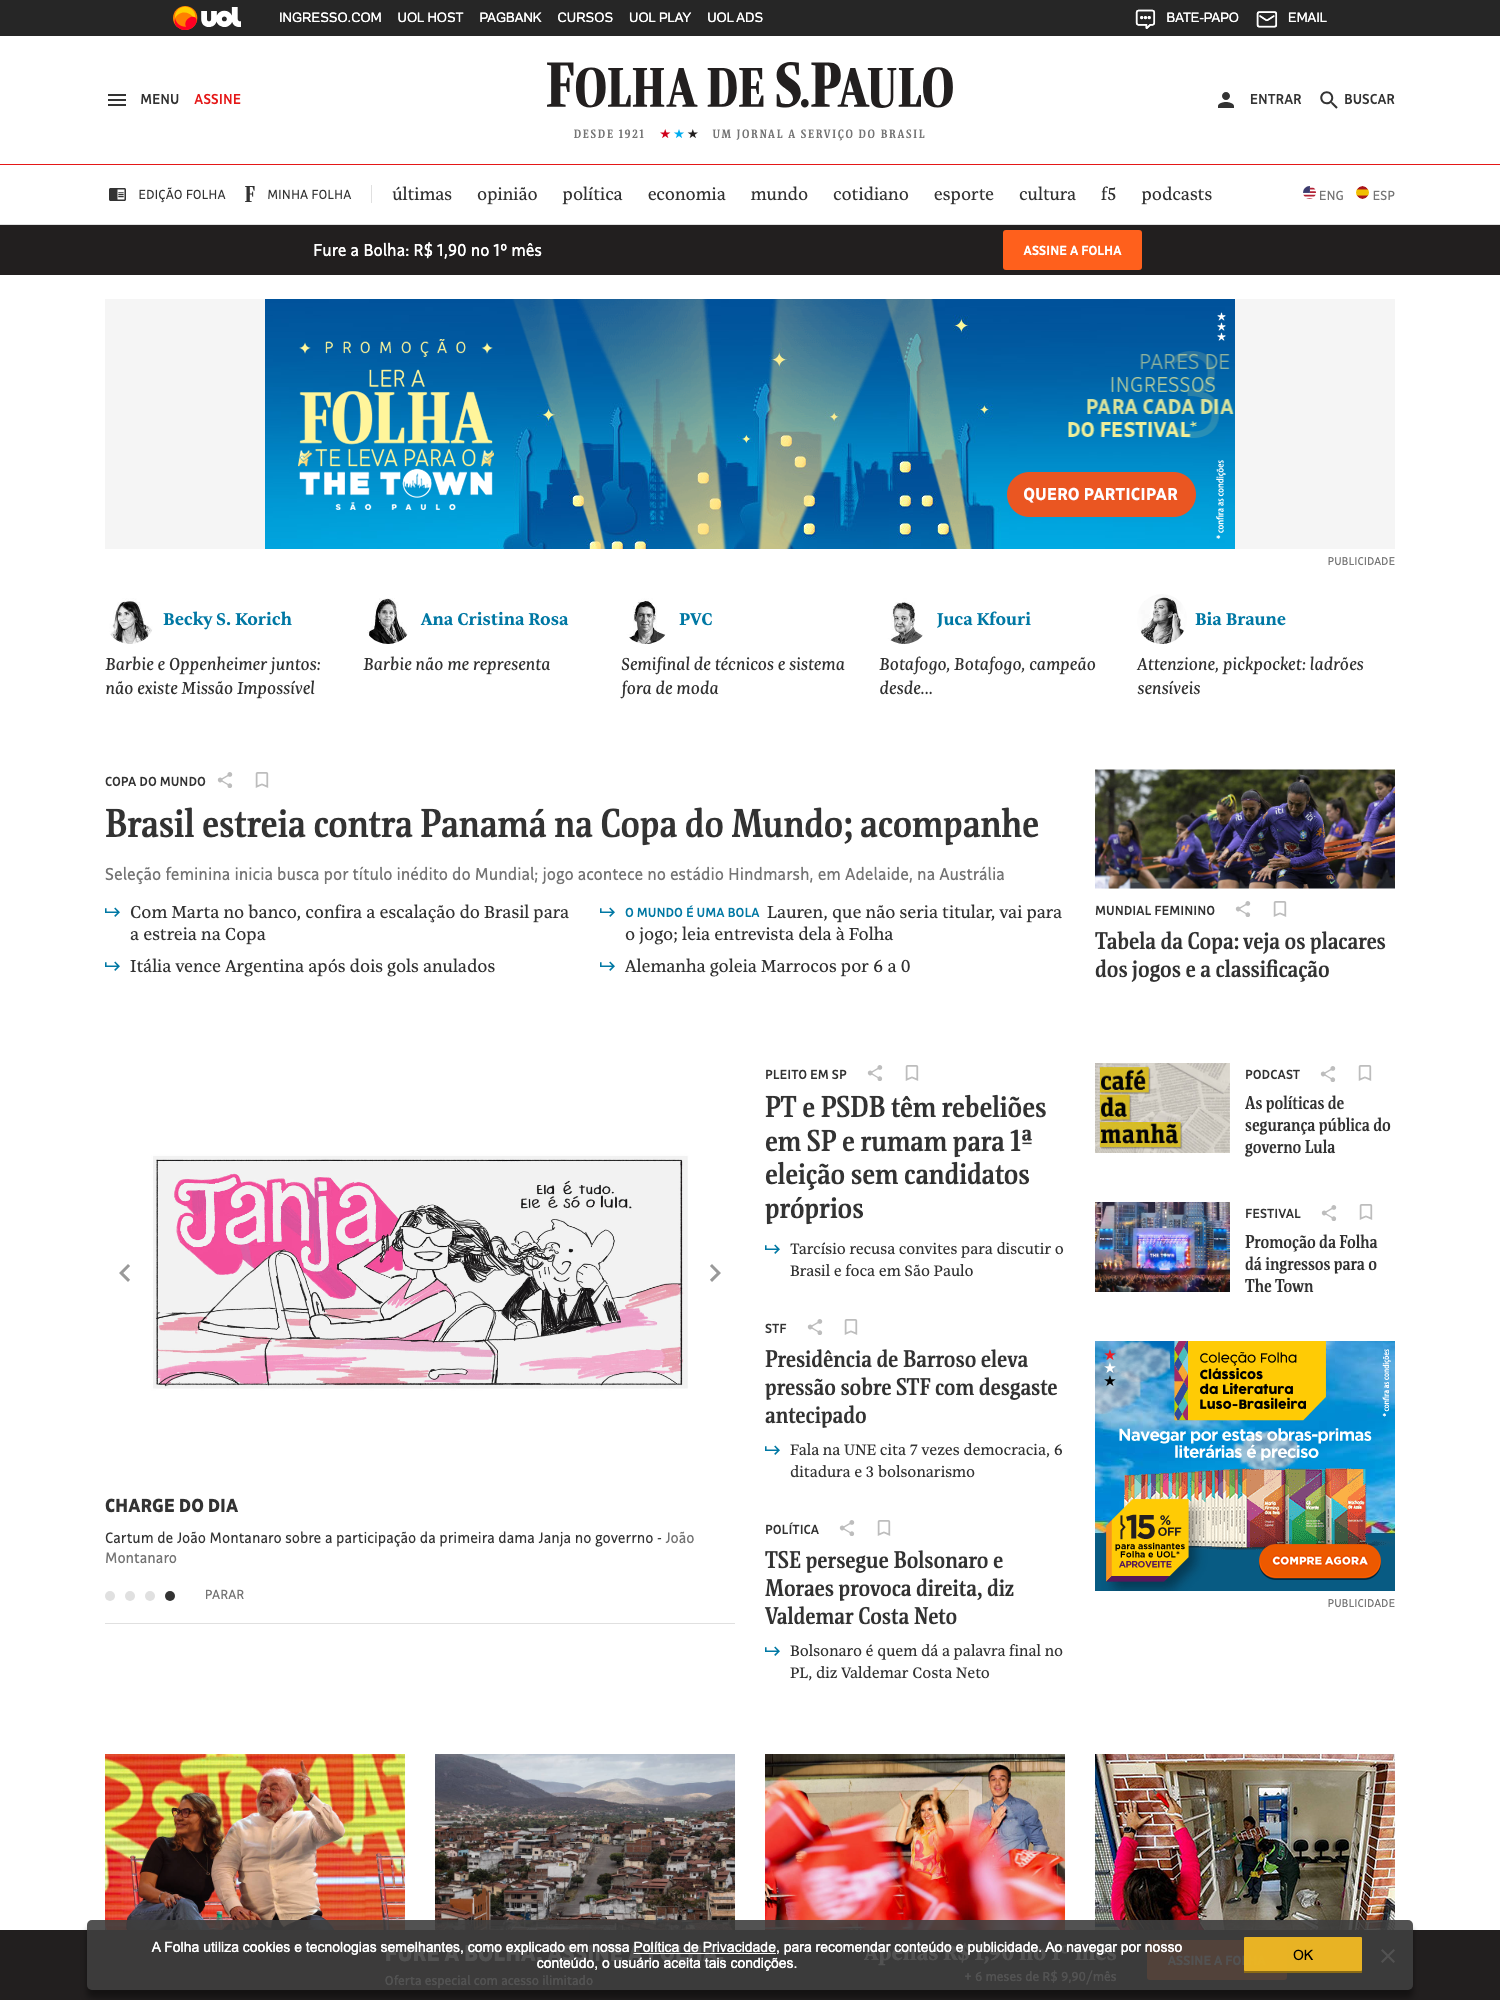 uol INGRESSO.COM UOL HOST PAGBANK CURSOS UOL PLAY UOL ADS BATE-PAPO EMAIL
MENU ASSINE
FOLHA DE S.PAULO
DESDE 1921 ★★★ UM JORNAL A SERVIÇO DO BRASIL
ENTRAR BUSCAR
EDIÇÃO FOLHA F MINHA FOLHA últimas opinião política economia mundo cotidiano esporte cultura f5 podcasts ENG ESP
Fure a Bolha: R$ 1,90 no 1º mês ASSINE A FOLHA
PROMOÇÃO
LER A
FOLHA
TE LEVA PARA O
THE TOWN
SÃO PAULO
3
PARES DE
INGRESSOS
PARA CADA DIA
DO FESTIVAL*
QUERO PARTICIPAR
* confira as condições
PUBLICIDADE
Becky S. Korich
Barbie e Oppenheimer juntos:
não existe Missão Impossível
Ana Cristina Rosa
Barbie não me representa
PVC
Semifinal de técnicos e sistema
fora de moda
Juca Kfouri
Botafogo, Botafogo, campeão
desde...
Bia Braune
Attenzione, pickpocket: ladrões
sensíveis
COPA DO MUNDO
Brasil estreia contra Panamá na Copa do Mundo; acompanhe
Seleção feminina inicia busca por título inédito do Mundial; jogo acontece no estádio Hindmarsh, em Adelaide, na Austrália
Com Marta no banco, confira a escalação do Brasil para
a estreia na Copa
Itália vence Argentina após dois gols anulados
O MUNDO É UMA BOLA Lauren, que não seria titular, vai para
o jogo; leia entrevista dela à Folha
Alemanha goleia Marrocos por 6 a 0
MUNDIAL FEMININO
Tabela da Copa: veja os placares
dos jogos e a classificação
Janja
Ela é tudo.
Ele é só o lula.
CHARGE DO DIA
Cartum de João Montanaro sobre a participação da primeira dama Janja no governno - João
Montanaro
PARAR
PLEITO EM SP
PT e PSDB têm rebeliões
em SP e rumam para 1ª
eleição sem candidatos
próprios
Tarcísio recusa convites para discutir o
Brasil e foca em São Paulo
STF
Presidência de Barroso eleva
pressão sobre STF com desgaste
antecipado
Fala na UNE cita 7 vezes democracia, 6
ditadura e 3 bolsonarismo
POLÍTICA
TSE persegue Bolsonaro e
Moraes provoca direita, diz
Valdemar Costa Neto
Bolsonaro é quem dá a palavra final no
PL, diz Valdemar Costa Neto
café
da
manhã
PODCAST
As políticas de
segurança pública do
governo Lula
THE TOWN
FESTIVAL
Promoção da Folha
dá ingressos para o
The Town
Coleção Folha
Clássicos
da Literatura
Luso-Brasileira
* confira as condições
Navegar por estas obras-primas
literárias é preciso
15% OFF
para assinantes
Folha e UOL*
APROVEITE
COMPRE AGORA
PUBLICIDADE
A Folha utiliza cookies e tecnologias semelhantes, como explicado em nossa Política de Privacidade, para recomendar conteúdo e publicidade. Ao navegar por nosso
conteúdo, o usuário aceita tais condições.
OK
Apenas R$ 1,90 no 1º mês
Oferta especial com acesso ilimitado
+ 6 meses de R$ 9,90/mês